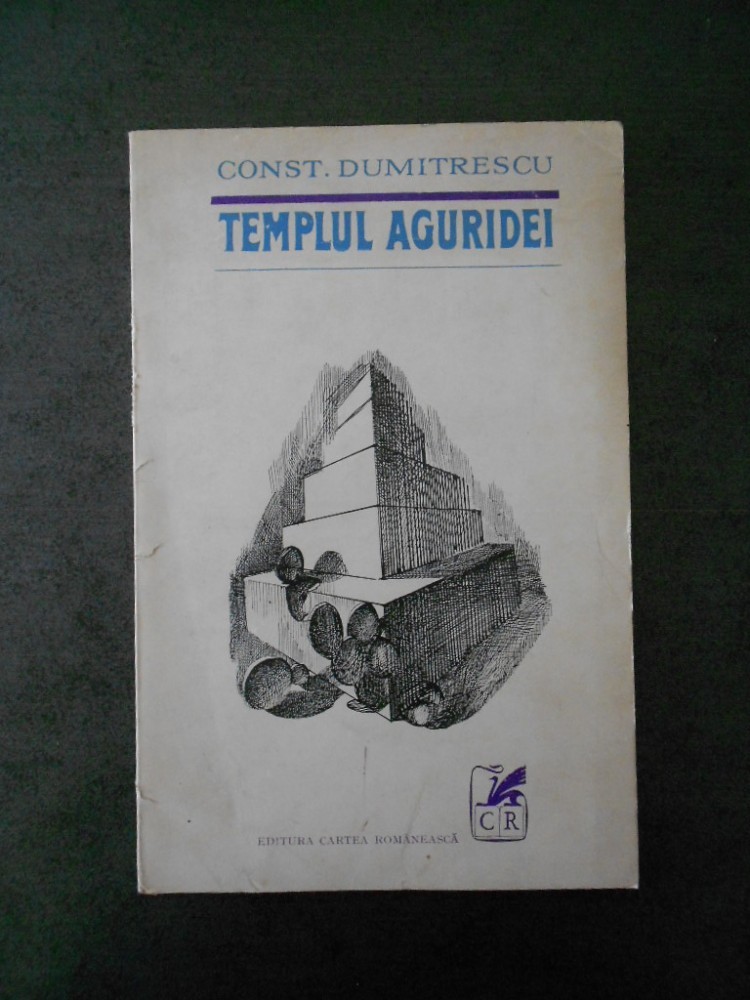 CONST. DUMITRESCU
TEMPLUL AGURIDEI
C R
EDITURA CARTEA ROMÂNEASCĂ